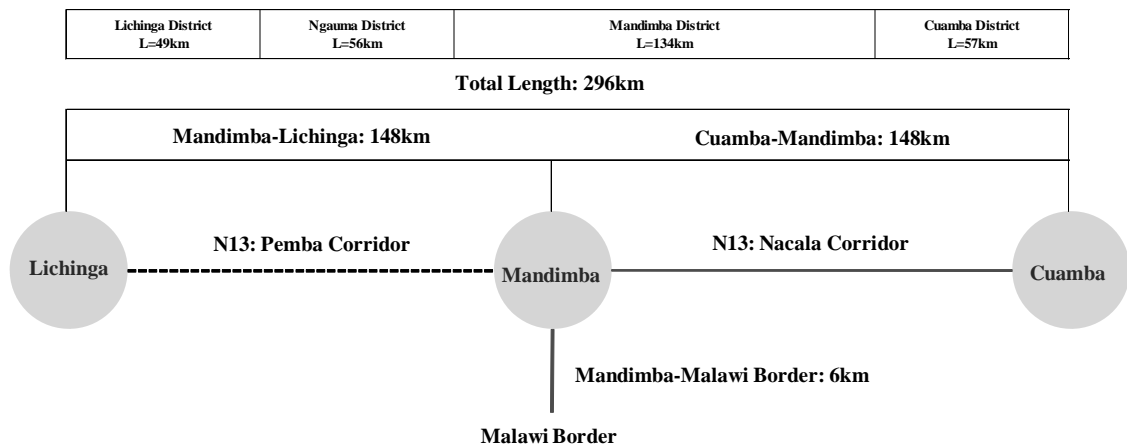 Lichinga District
L=49km
Ngauma District
L=56km
Mandimba District
L=134km
Cuamba District
L=57km
Total Length: 296km
Mandimba-Lichinga: 148km
Cuamba-Mandimba: 148km
N13: Pemba Corridor
N13: Nacala Corridor
Lichinga
Mandimba
Cuamba
Mandimba-Malawi Border: 6km
Malawi Border